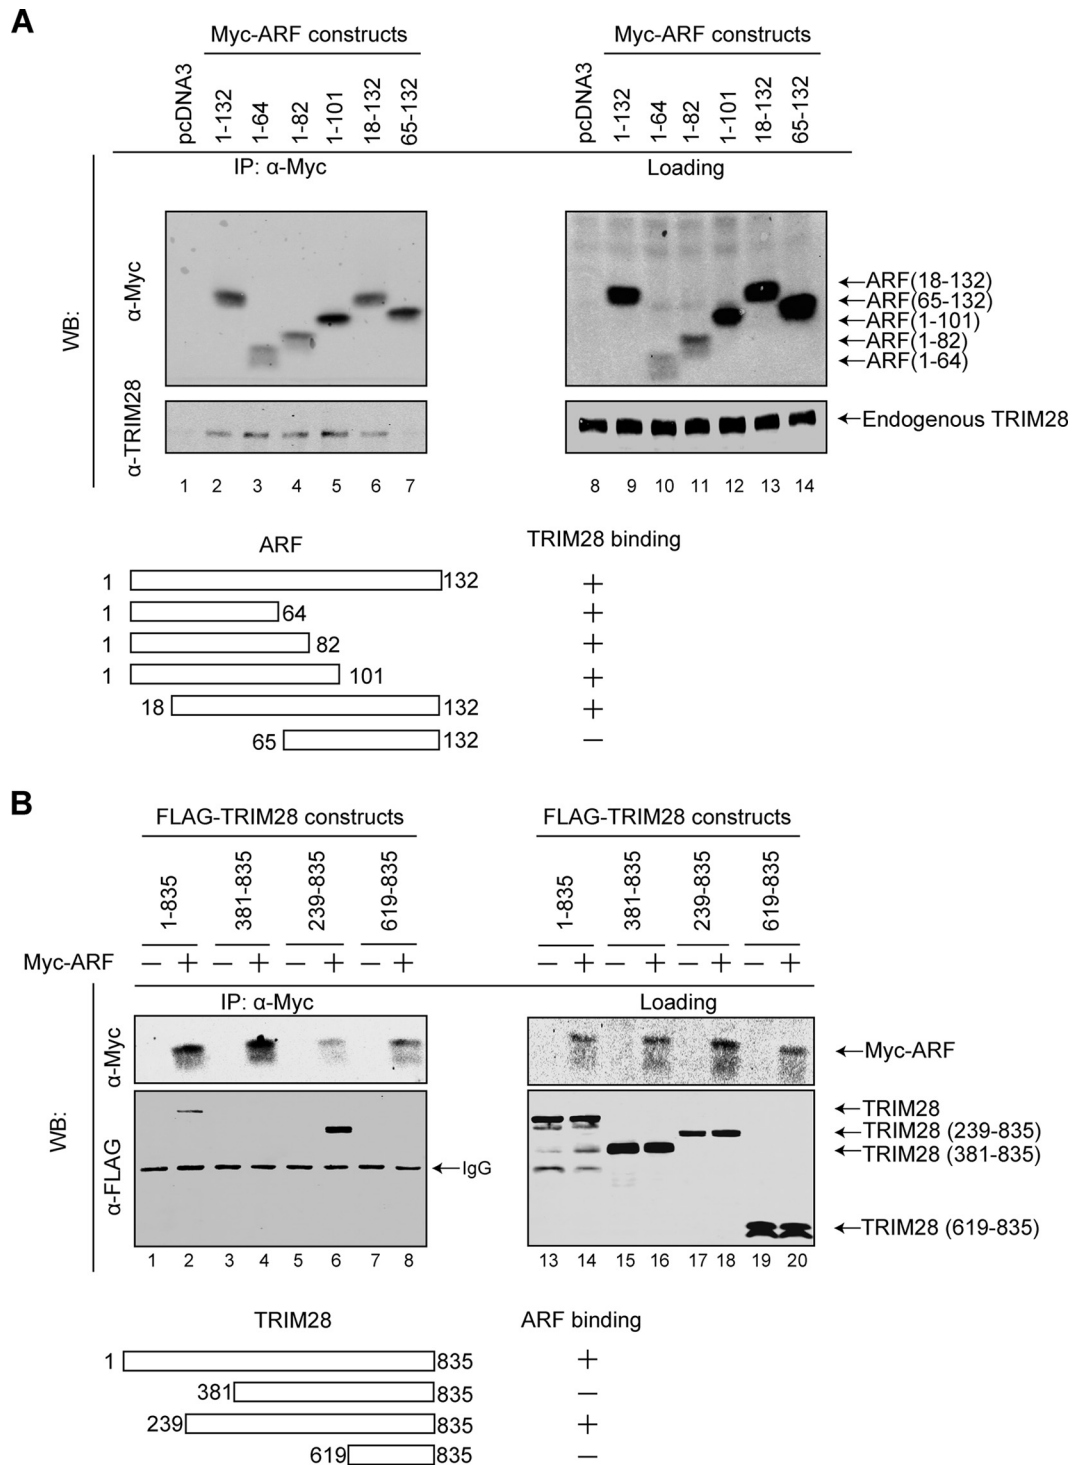 A
Myc-ARF constructs
Myc-ARF constructs
pcDNA3
1-132
1-64
1-82
1-101
18-132
65-132
pcDNA3
1-132
1-64
1-82
1-101
18-132
65-132
IP: α-Myc
Loading
WB:
α-Myc
←ARF(18-132)
←ARF(65-132)
←ARF(1-101)
←ARF(1-82)
←ARF(1-64)
α-TRIM28
←Endogenous TRIM28
1 2 3 4 5 6 7
8 9 10 11 12 13 14
ARF
TRIM28 binding
1 132 +
1 64 +
1 82 +
1 101 +
18 132 +
65 132 —
B
FLAG-TRIM28 constructs
FLAG-TRIM28 constructs
1-835
381-835
239-835
619-835
1-835
381-835
239-835
619-835
Myc-ARF — + — + — + — +
— + — + — + — +
IP: α-Myc
Loading
WB:
α-Myc
←Myc-ARF
α-FLAG
←IgG
←TRIM28
←TRIM28 (239-835)
←TRIM28 (381-835)
←TRIM28 (619-835)
1 2 3 4 5 6 7 8
13 14 15 16 17 18 19 20
TRIM28
ARF binding
1 835 +
381 835 —
239 835 +
619 835 —